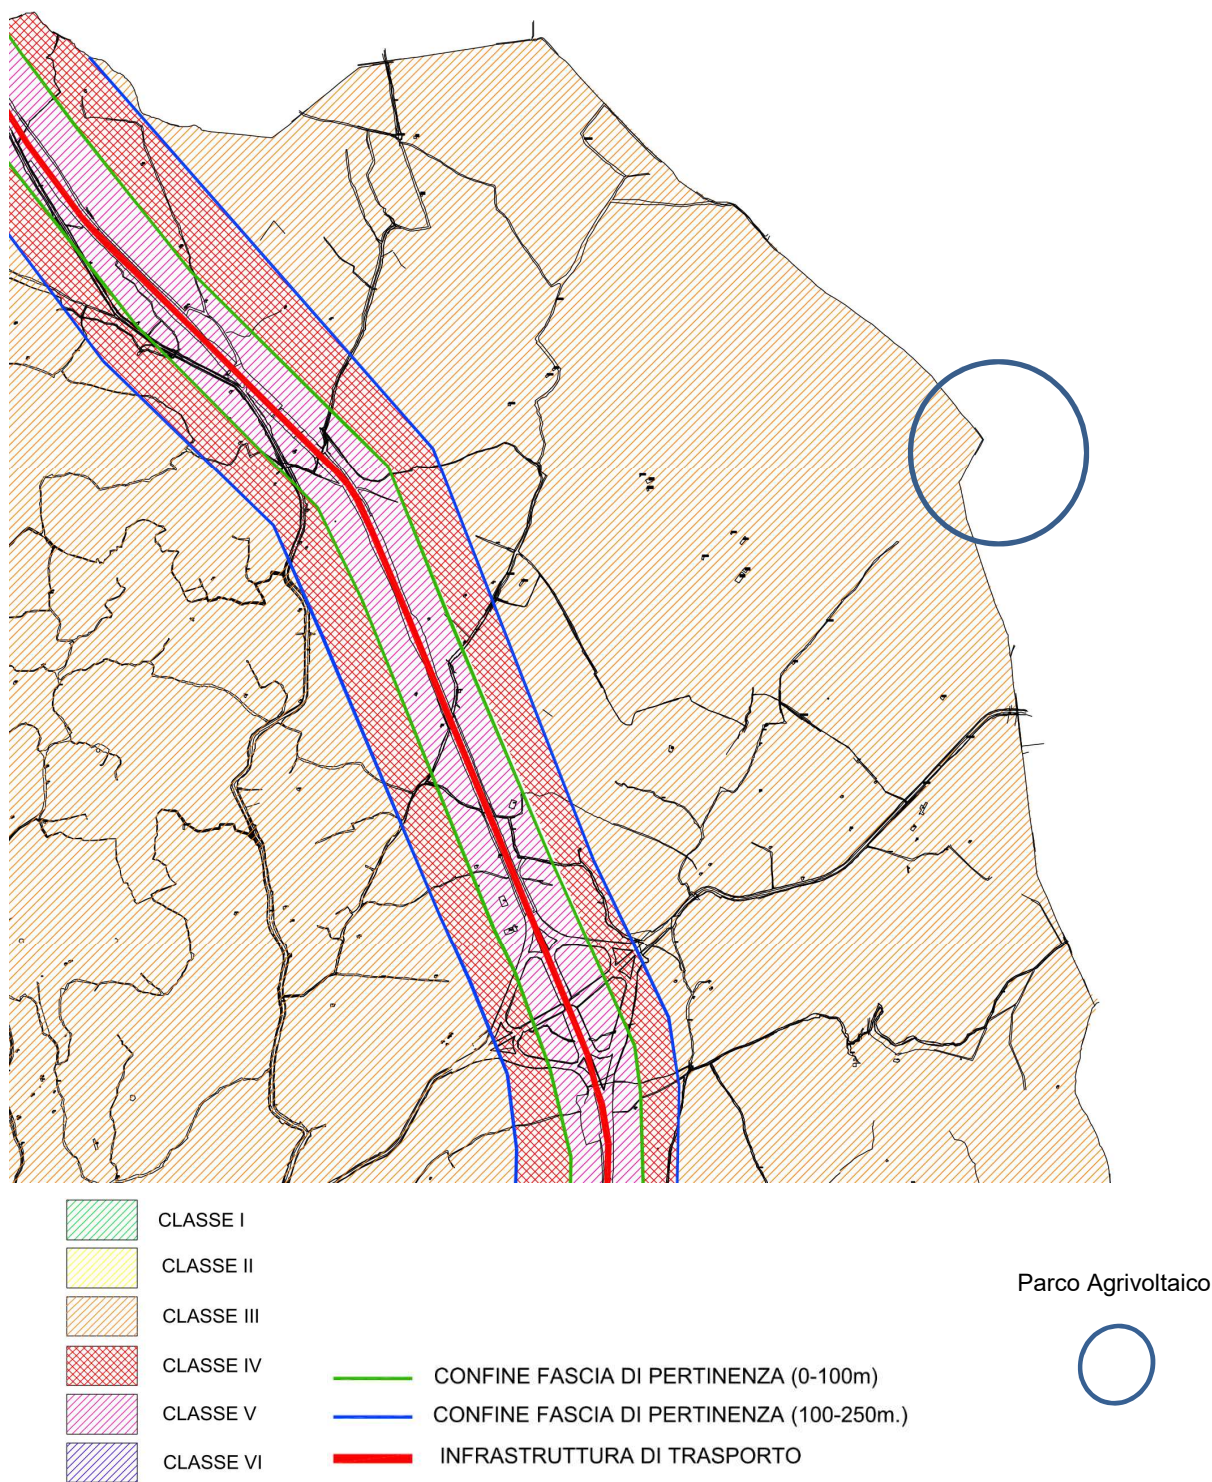 CLASSE I
CLASSE II
CLASSE III
CLASSE IV
CLASSE V
CLASSE VI
CONFINE FASCIA DI PERTINENZA (0-100m)
CONFINE FASCIA DI PERTINENZA (100-250m.)
INFRASTRUTTURA DI TRASPORTO
Parco Agrivoltaico